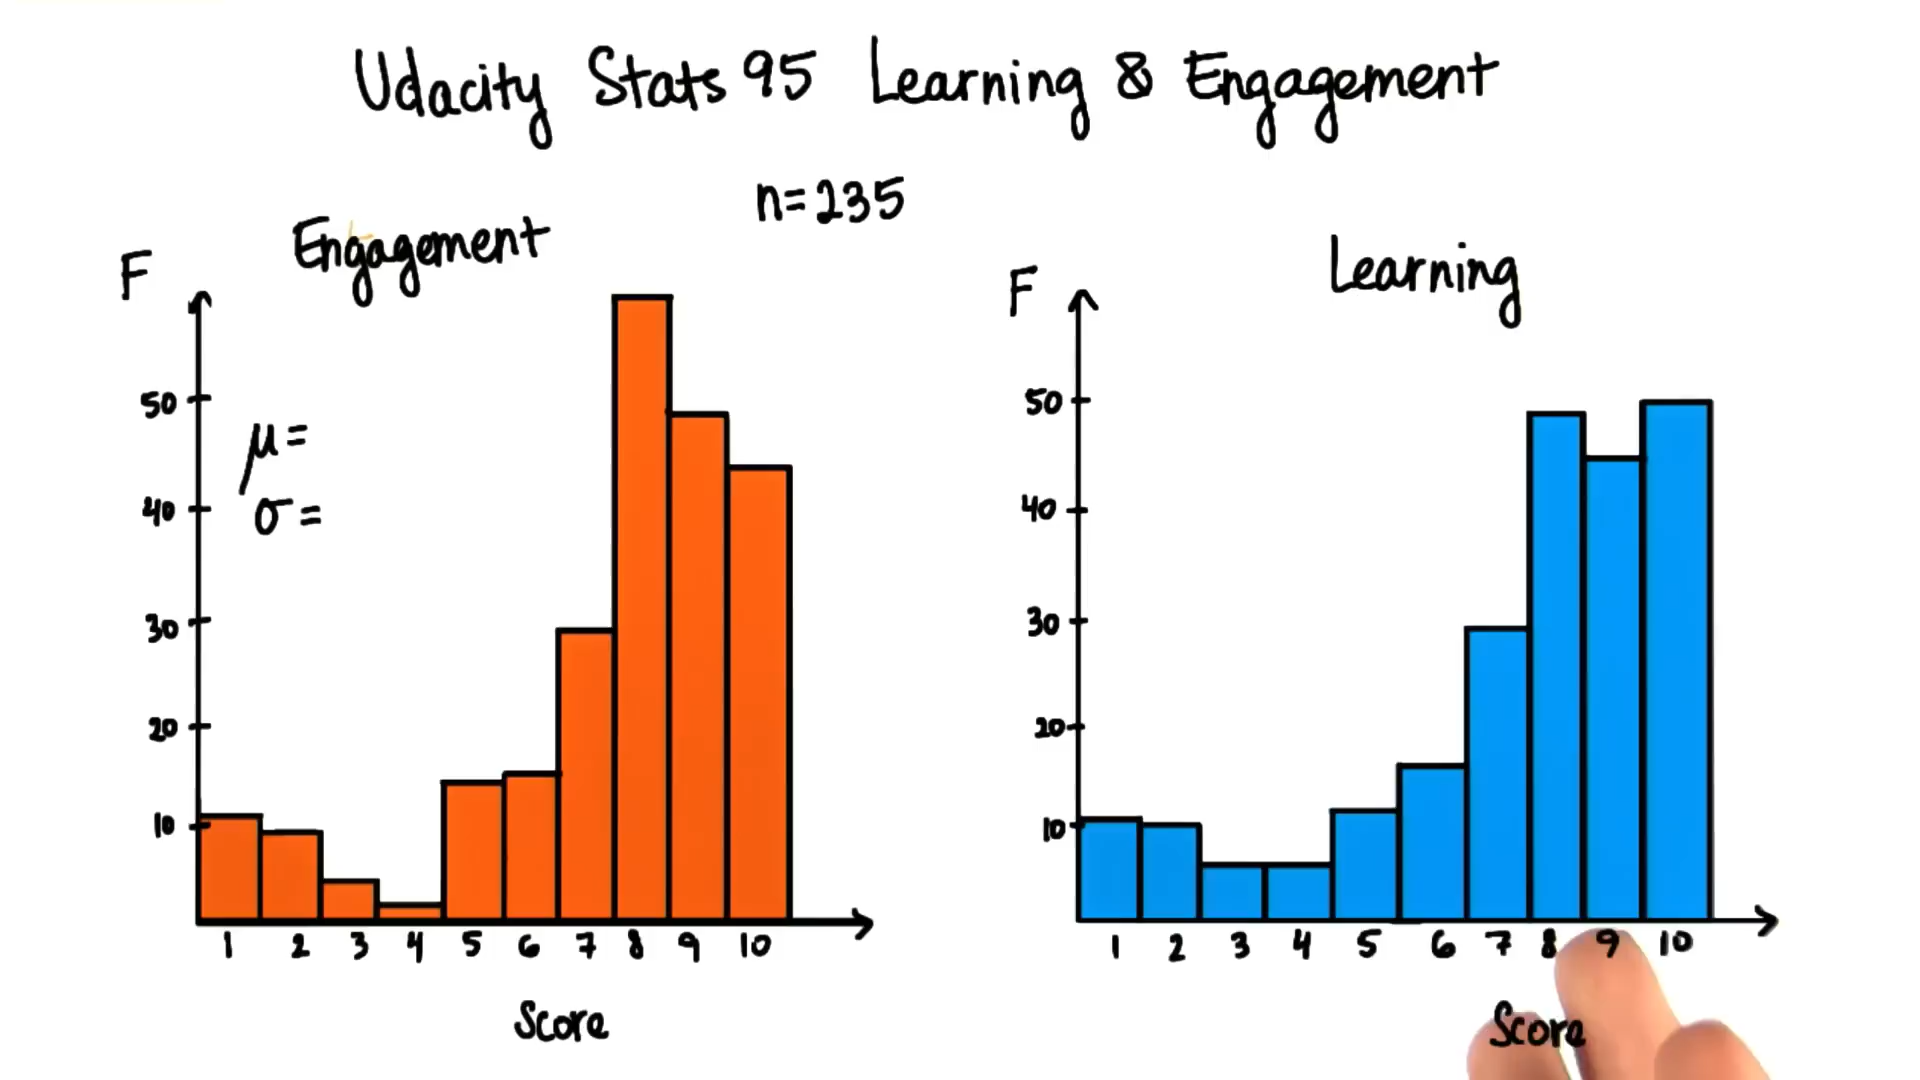 Udacity Stats 95 Learning & Engagement
n=235
Engagement
F
50
40
30
20
10
μ=
σ=
1 2 3 4 5 6 7 8 9 10
Score
Learning
F
50
40
30
20
10
1 2 3 4 5 6 7 8 9 10
Score